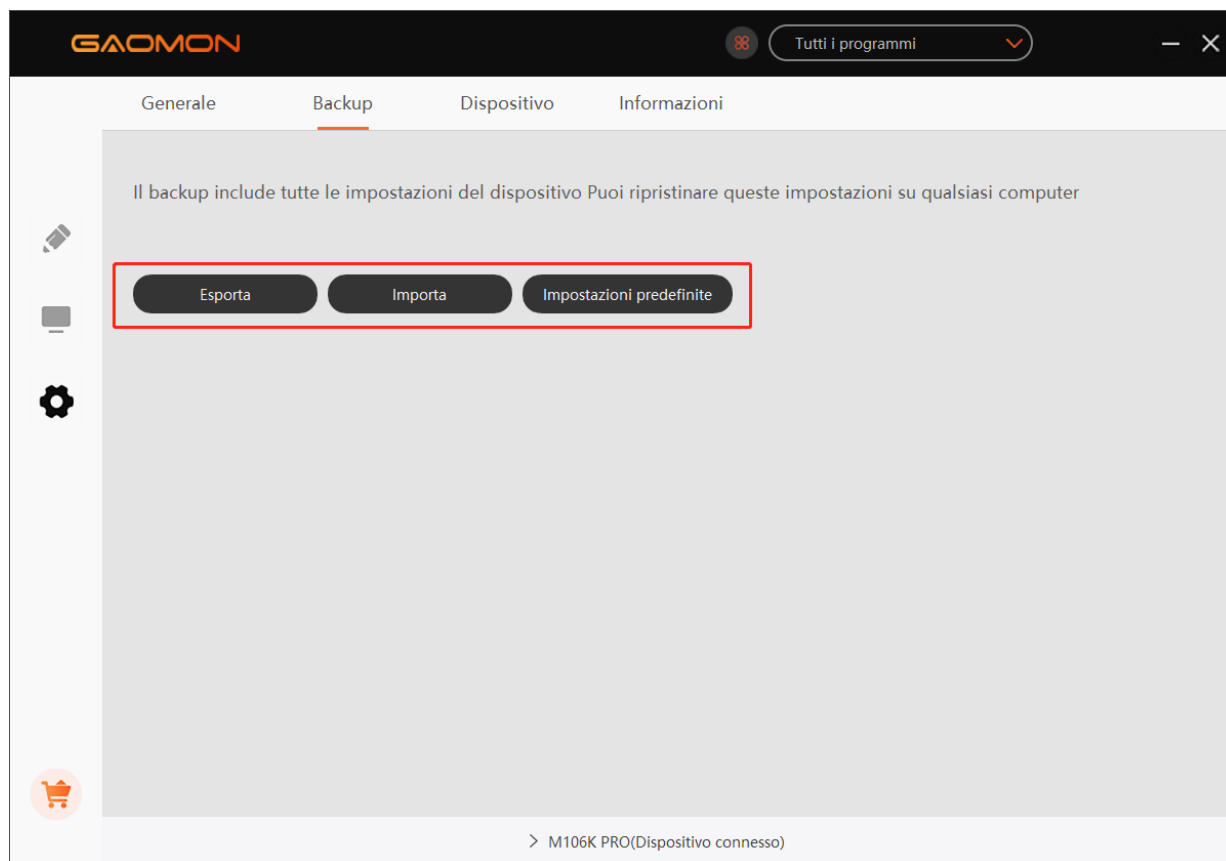 GAOMON
Tutti i programmi
Generale Backup Dispositivo Informazioni
Il backup include tutte le impostazioni del dispositivo Puoi ripristinare queste impostazioni su qualsiasi computer
Esporta Importa Impostazioni predefinite
M106K PRO(Dispositivo connesso)